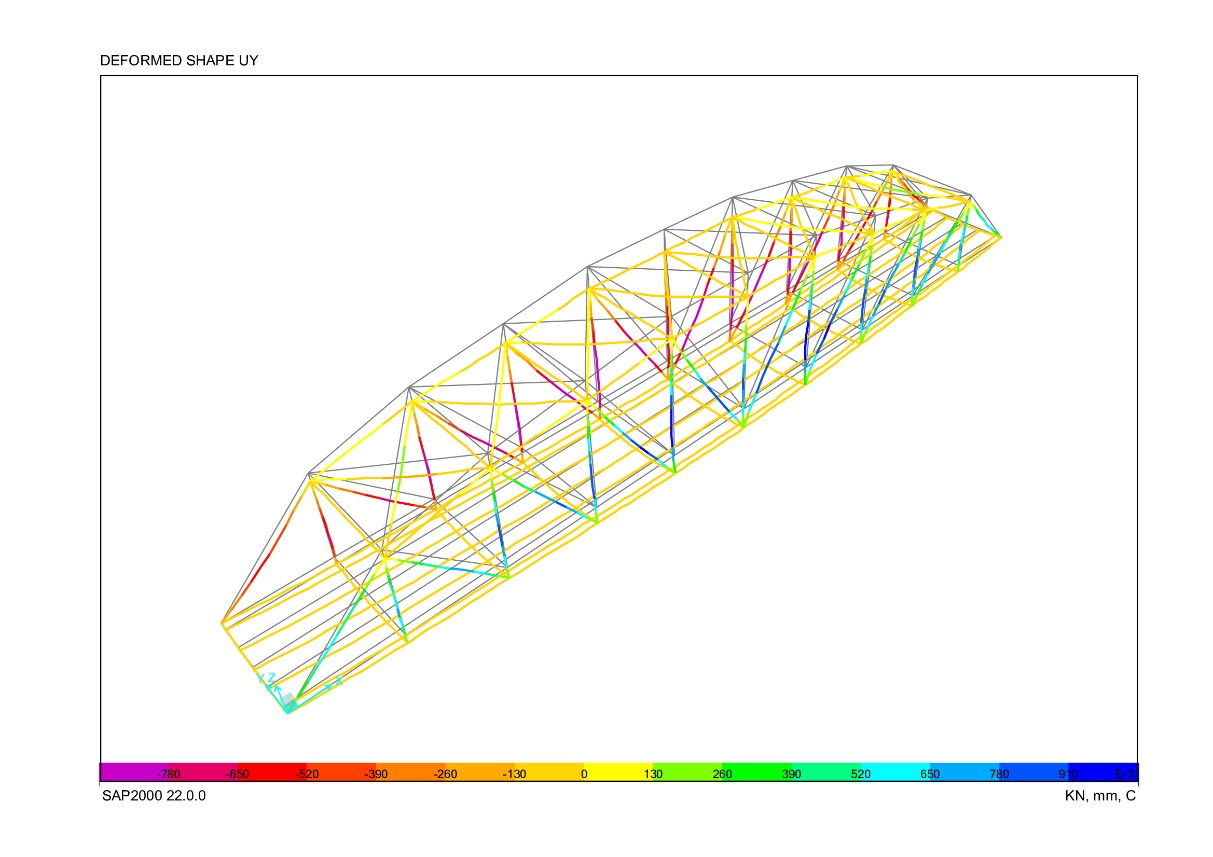 DEFORMED SHAPE UY
Y Z X
-780 -650 -520 -390 -260 -130 0 130 260 390 520 650 780 910 E-3
SAP2000 22.0.0 KN, mm, C